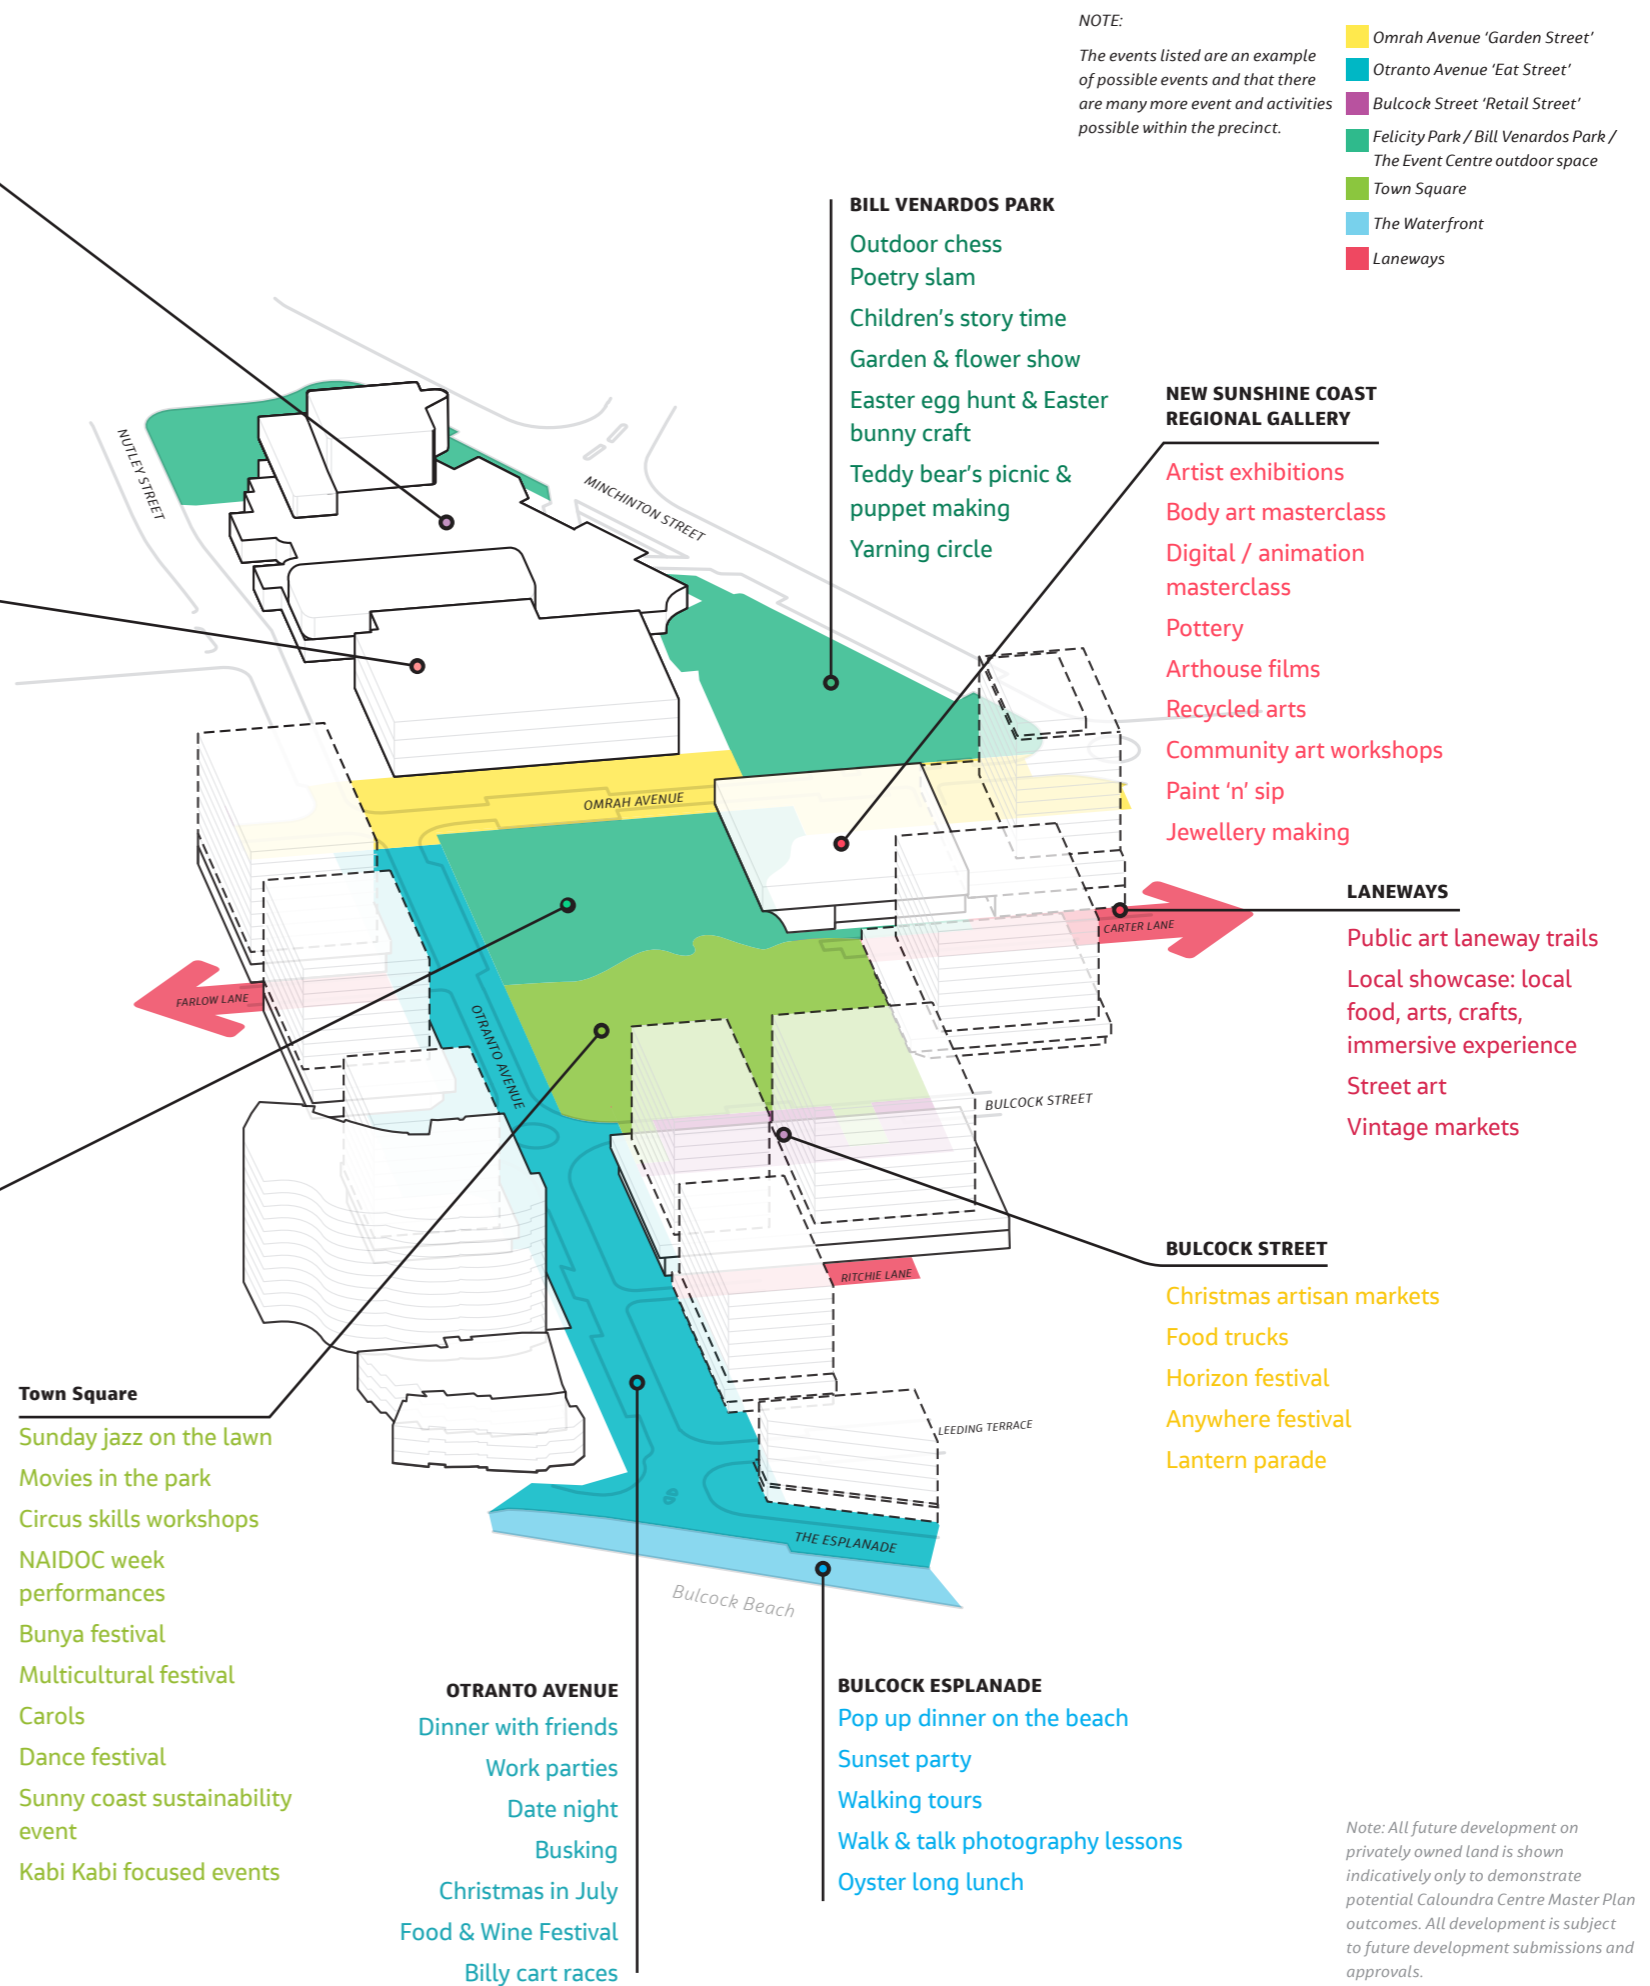 NOTE:
The events listed are an example
of possible events and that there
are many more event and activities
possible within the precinct.
Omrah Avenue ‘Garden Street’
Otranto Avenue ‘Eat Street’
Bulcock Street ‘Retail Street’
Felicity Park / Bill Venardos Park /
The Event Centre outdoor space
Town Square
The Waterfront
Laneways
BILL VENARDOS PARK
Outdoor chess
Poetry slam
Children’s story time
Garden & flower show
Easter egg hunt & Easter
bunny craft
Teddy bear’s picnic &
puppet making
Yarning circle
NEW SUNSHINE COAST
REGIONAL GALLERY
Artist exhibitions
Body art masterclass
Digital / animation
masterclass
Pottery
Arthouse films
Recycled arts
Community art workshops
Paint ‘n’ sip
Jewellery making
NUTLEY STREET
MINCHINTON STREET
OMRAH AVENUE
LANEWAYS
Public art laneway trails
Local showcase: local
food, arts, crafts,
immersive experience
Street art
Vintage markets
CARTER LANE
FARLOW LANE
OTRANTO AVENUE
BULCOCK STREET
BULCOCK STREET
Christmas artisan markets
Food trucks
Horizon festival
Anywhere festival
Lantern parade
RITCHIE LANE
LEEDING TERRACE
THE ESPLANADE
Bulcock Beach
Town Square
Sunday jazz on the lawn
Movies in the park
Circus skills workshops
NAIDOC week
performances
Bunya festival
Multicultural festival
Carols
Dance festival
Sunny coast sustainability
event
Kabi Kabi focused events
OTRANTO AVENUE
Dinner with friends
Work parties
Date night
Busking
Christmas in July
Food & Wine Festival
Billy cart races
BULCOCK ESPLANADE
Pop up dinner on the beach
Sunset party
Walking tours
Walk & talk photography lessons
Oyster long lunch
Note: All future development on
privately owned land is shown
indicatively only to demonstrate
potential Caloundra Centre Master Plan
outcomes. All development is subject
to future development submissions and
approvals.